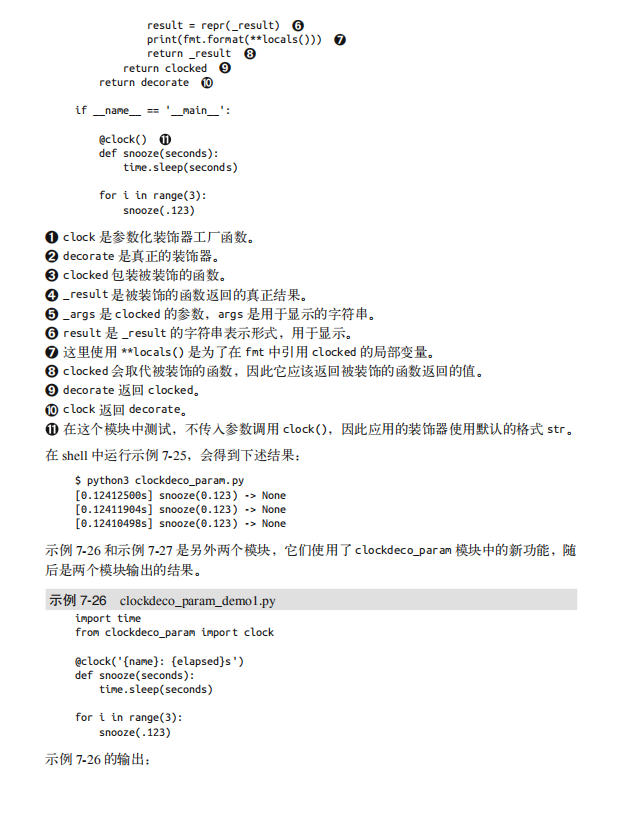 result = repr(_result) ❻
print(fmt.format(**locals())) ❼
return _result ❽
return clocked ❾
return decorate ❿
if __name__ == '__main__':
@clock() ⓫
def snooze(seconds):
time.sleep(seconds)
for i in range(3):
snooze(.123)
❶ clock 是参数化装饰器工厂函数。
❷ decorate 是真正的装饰器。
❸ clocked 包装被装饰的函数。
❹ _result 是被装饰的函数返回的真正结果。
❺ _args 是 clocked 的参数，args 是用于显示的字符串。
❻ result 是 _result 的字符串表示形式，用于显示。
❼ 这里使用 **locals() 是为了在 fmt 中引用 clocked 的局部变量。
❽ clocked 会取代被装饰的函数，因此它应该返回被装饰的函数返回的值。
❾ decorate 返回 clocked。
❿ clock 返回 decorate。
⓫ 在这个模块中测试，不传入参数调用 clock()，因此应用的装饰器使用默认的格式 str。
在 shell 中运行示例 7-25，会得到下述结果：
$ python3 clockdeco_param.py
[0.12412500s] snooze(0.123) -> None
[0.12411904s] snooze(0.123) -> None
[0.12410498s] snooze(0.123) -> None
示例 7-26 和示例 7-27 是另外两个模块，它们使用了 clockdeco_param 模块中的新功能，随
后是两个模块输出的结果。
示例 7-26 clockdeco_param_demo1.py
import time
from clockdeco_param import clock
@clock('{name}: {elapsed}s')
def snooze(seconds):
time.sleep(seconds)
for i in range(3):
snooze(.123)
示例 7-26 的输出：